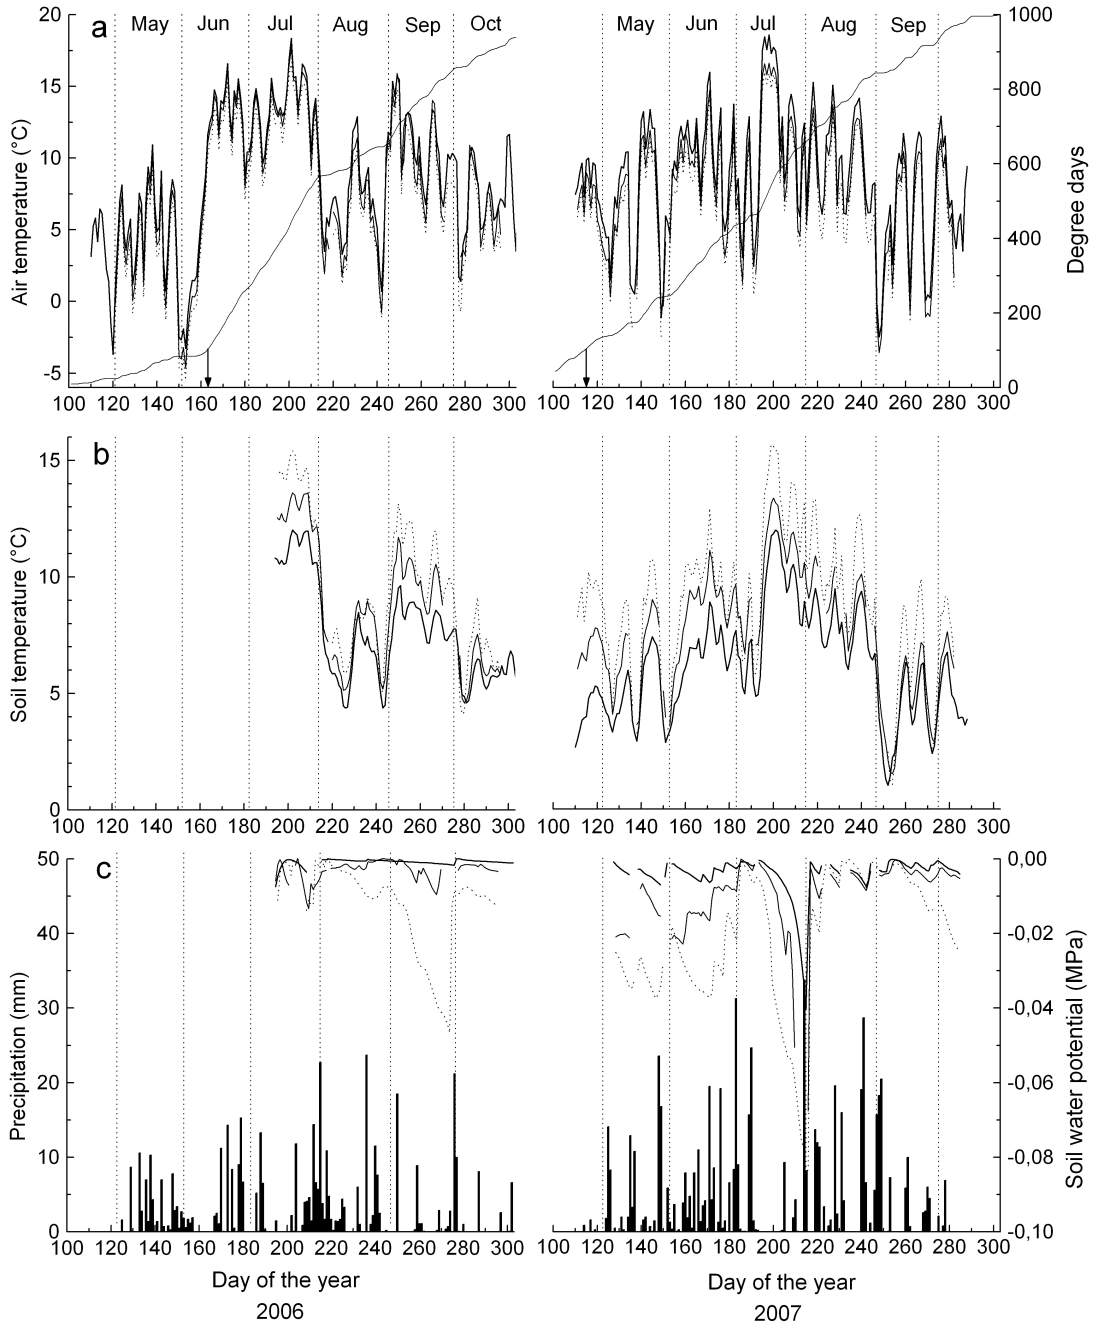 a
May Jun Jul Aug Sep Oct
May Jun Jul Aug Sep
20
15
10
5
0
-5
Air temperature (°C)
1000
800
600
400
200
0
Degree days
100 120 140 160 180 200 220 240 260 280 300
100 120 140 160 180 200 220 240 260 280 300
b
15
10
5
0
Soil temperature (°C)
100 120 140 160 180 200 220 240 260 280 300
100 120 140 160 180 200 220 240 260 280 300
c
50
40
30
20
10
0
Precipitation (mm)
0,00
-0,02
-0,04
-0,06
-0,08
-0,10
Soil water potential (MPa)
100 120 140 160 180 200 220 240 260 280 300
100 120 140 160 180 200 220 240 260 280 300
Day of the year
Day of the year
2006
2007